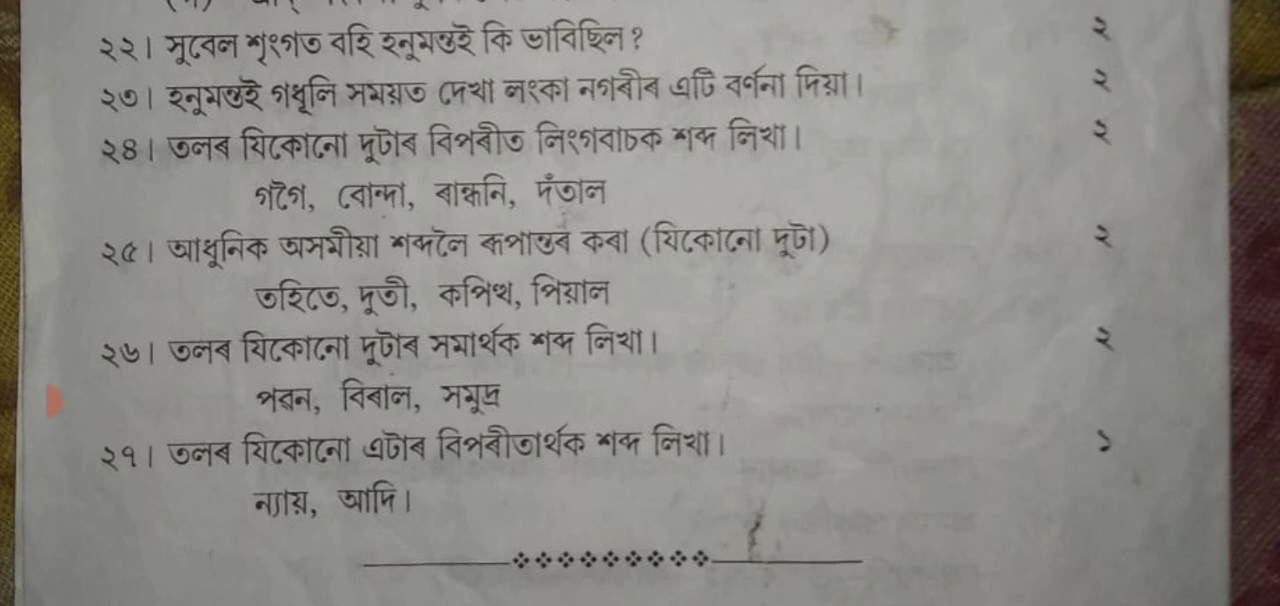 ২২। সুবেল শৃংগত বহি হনুমন্তই কি ভাবিছিল? ২
২৩। হনুমন্তই গধূলি সময়ত দেখা লংকা নগৰীৰ এটি বৰ্ণনা দিয়া। ২
২৪। তলৰ যিকোনো দুটাৰ বিপৰীত লিংগবাচক শব্দ লিখা। ২
গগৈ, বোন্দা, ৰান্ধনি, দঁতাল
২৫। আধুনিক অসমীয়া শব্দলৈ ৰূপান্তৰ কৰা (যিকোনো দুটা) ২
তহিতে, দুতী, কপিত্থ, পিয়াল
২৬। তলৰ যিকোনো দুটাৰ সমাৰ্থক শব্দ লিখা। ২
পৱন, বিৰাল, সমুদ্ৰ
২৭। তলৰ যিকোনো এটাৰ বিপৰীতাৰ্থক শব্দ লিখা। ১
ন্যায়, আদি।